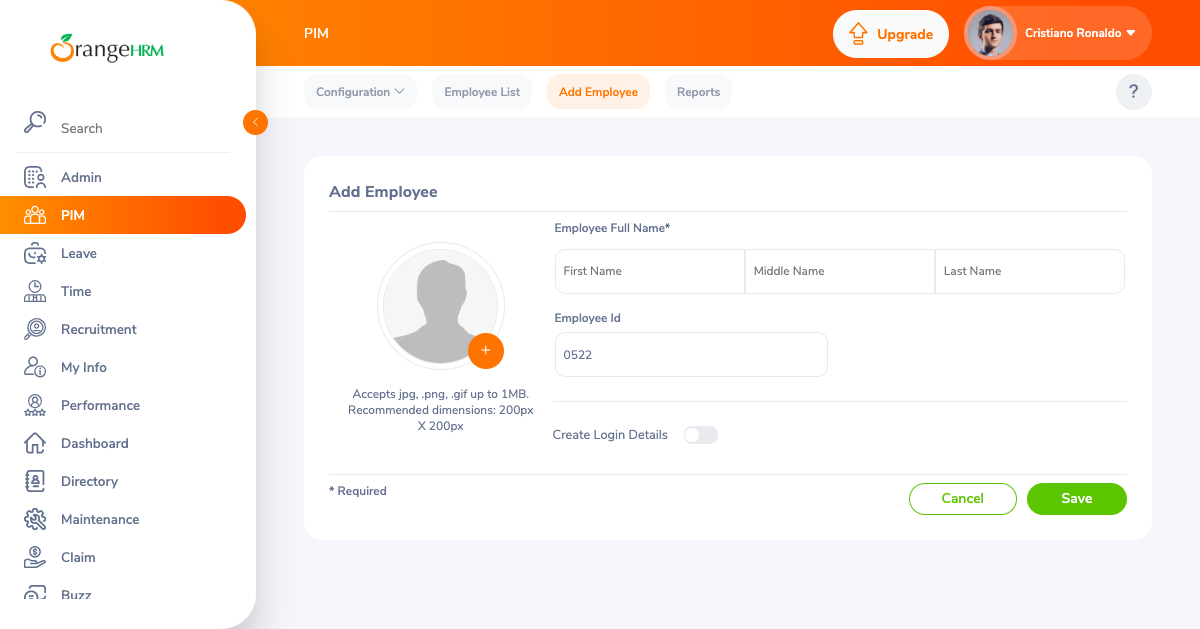 OrangeHRM
Search
Admin
PIM
Leave
Time
Recruitment
My Info
Performance
Dashboard
Directory
Maintenance
Claim
Buzz
PIM
Upgrade
Cristiano Ronaldo
Configuration
Employee List
Add Employee
Reports
?
Add Employee
Accepts jpg, .png, .gif up to 1MB.
Recommended dimensions: 200px
X 200px
Employee Full Name*
First Name
Middle Name
Last Name
Employee Id
0522
Create Login Details
* Required
Cancel
Save